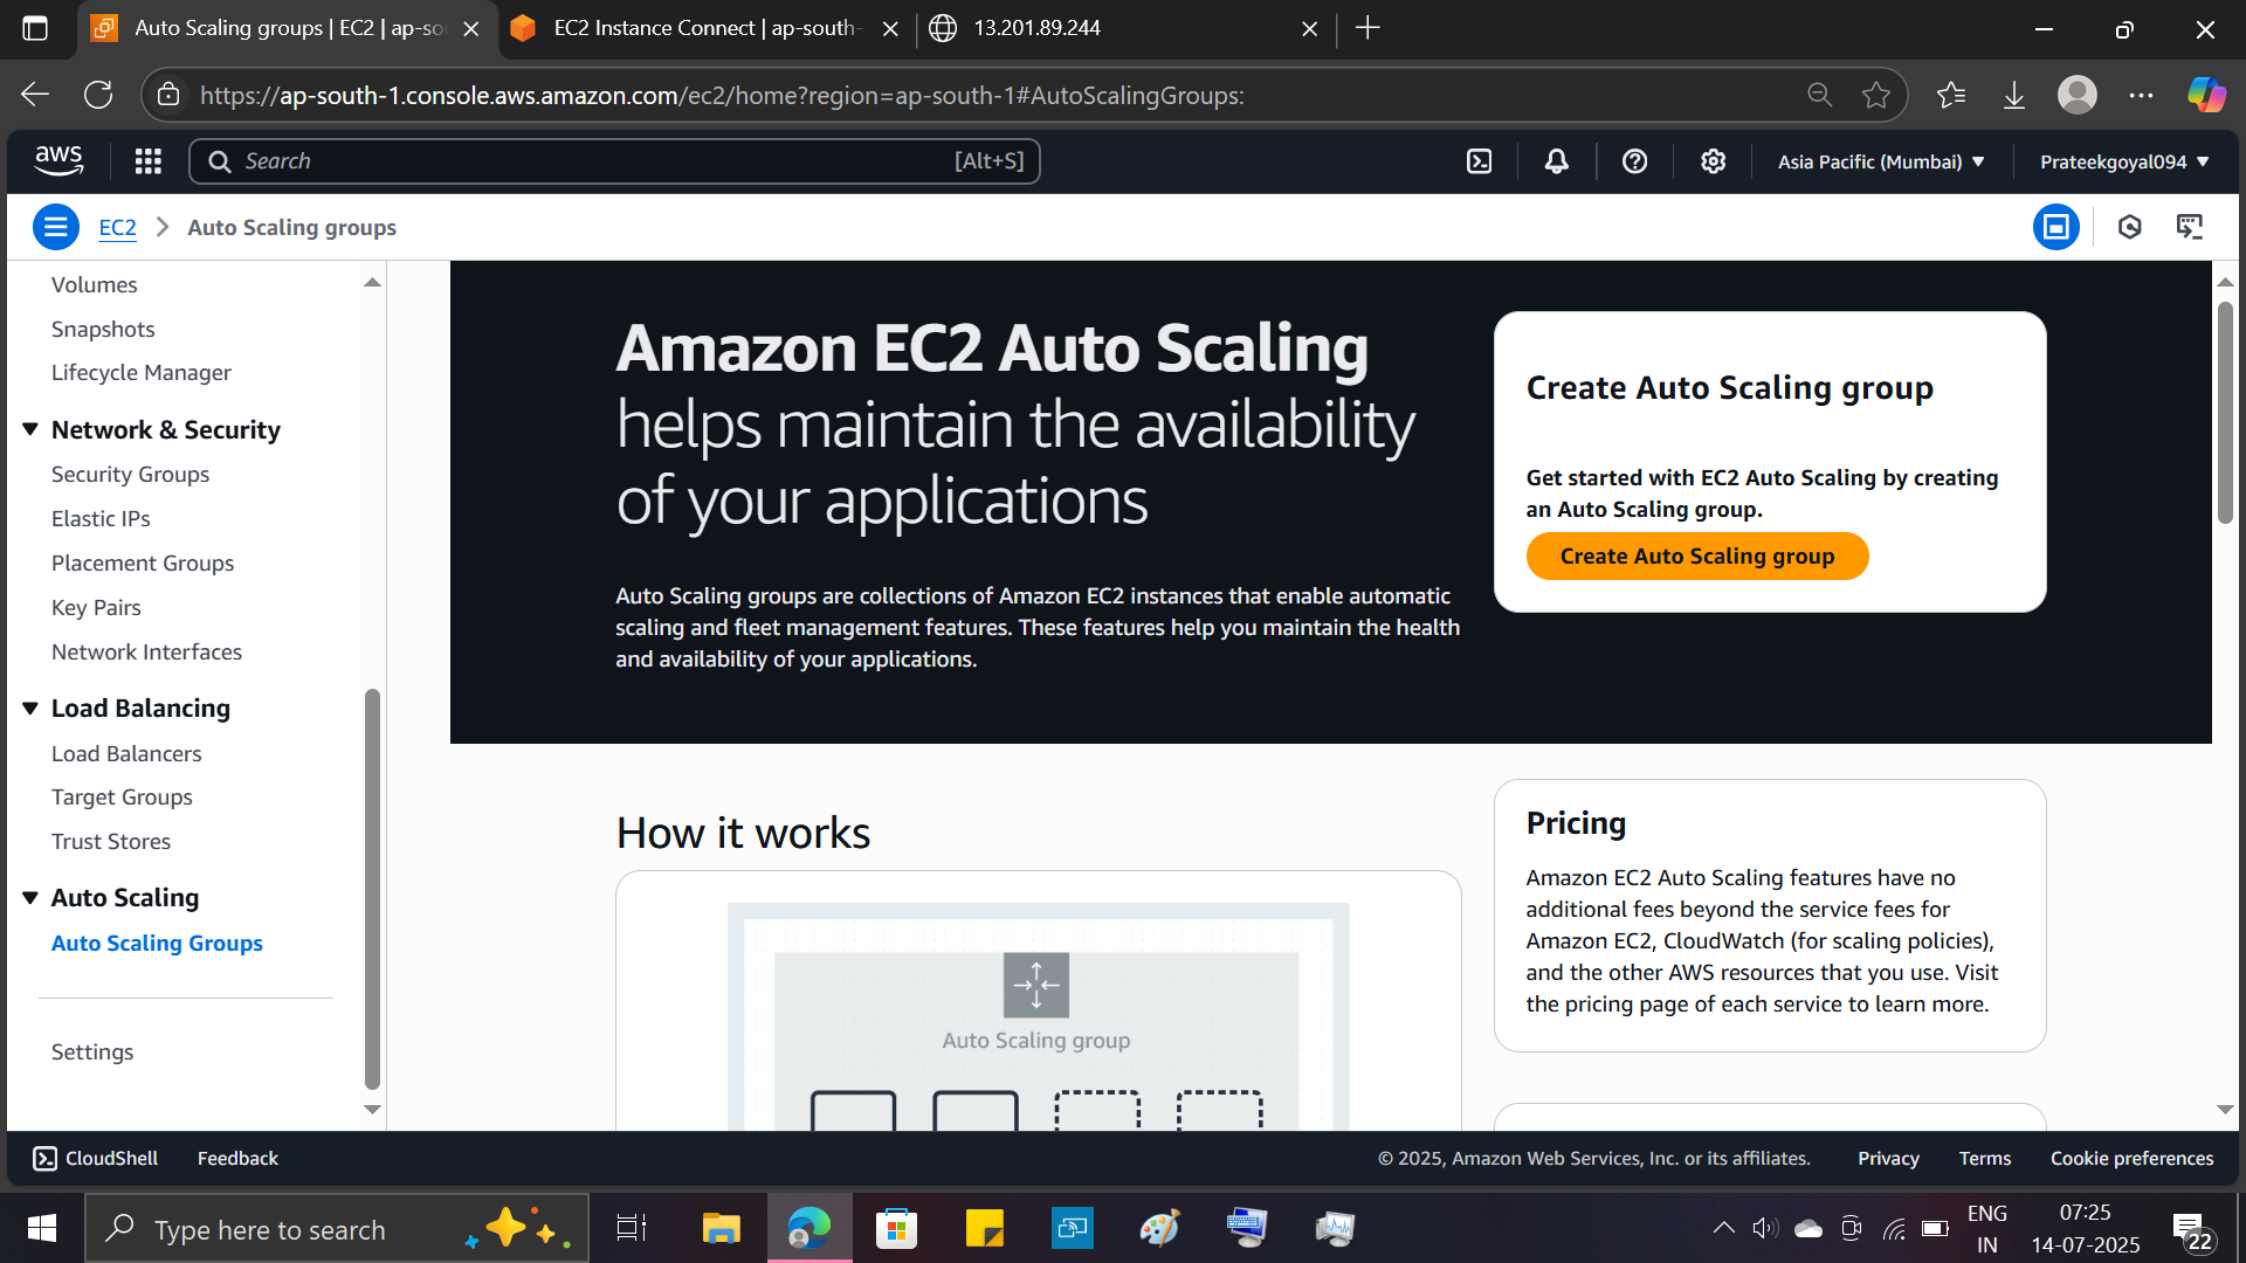 Auto Scaling groups | EC2 | ap-so
EC2 Instance Connect | ap-south-
13.201.89.244
https://ap-south-1.console.aws.amazon.com/ec2/home?region=ap-south-1#AutoScalingGroups:
aws
Search
[Alt+S]
Asia Pacific (Mumbai)
Prateekgoyal094
EC2
Auto Scaling groups
Volumes
Snapshots
Lifecycle Manager
Network & Security
Security Groups
Elastic IPs
Placement Groups
Key Pairs
Network Interfaces
Load Balancing
Load Balancers
Target Groups
Trust Stores
Auto Scaling
Auto Scaling Groups
Settings
Amazon EC2 Auto Scaling
helps maintain the availability
of your applications
Auto Scaling groups are collections of Amazon EC2 instances that enable automatic
scaling and fleet management features. These features help you maintain the health
and availability of your applications.
Create Auto Scaling group
Get started with EC2 Auto Scaling by creating
an Auto Scaling group.
Create Auto Scaling group
How it works
Auto Scaling group
Pricing
Amazon EC2 Auto Scaling features have no
additional fees beyond the service fees for
Amazon EC2, CloudWatch (for scaling policies),
and the other AWS resources that you use. Visit
the pricing page of each service to learn more.
CloudShell
Feedback
© 2025, Amazon Web Services, Inc. or its affiliates.
Privacy
Terms
Cookie preferences
Type here to search
ENG
IN
07:25
14-07-2025
22